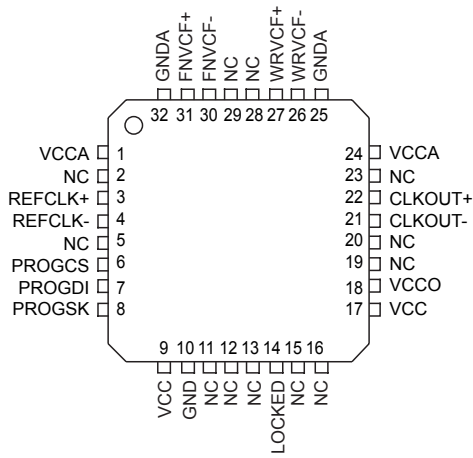 GNDA
FNVCF+
FNVCF-
NC
NC
WRVCF+
WRVCF-
GNDA
32 31 30 29 28 27 26 25
VCCA 1 24 VCCA
NC 2 23 NC
REFCLK+ 3 22 CLKOUT+
REFCLK- 4 21 CLKOUT-
NC 5 20 NC
PROGCS 6 19 NC
PROGDI 7 18 VCCO
PROGSK 8 17 VCC
9 10 11 12 13 14 15 16
VCC
GND
NC
NC
NC
LOCKED
NC
NC